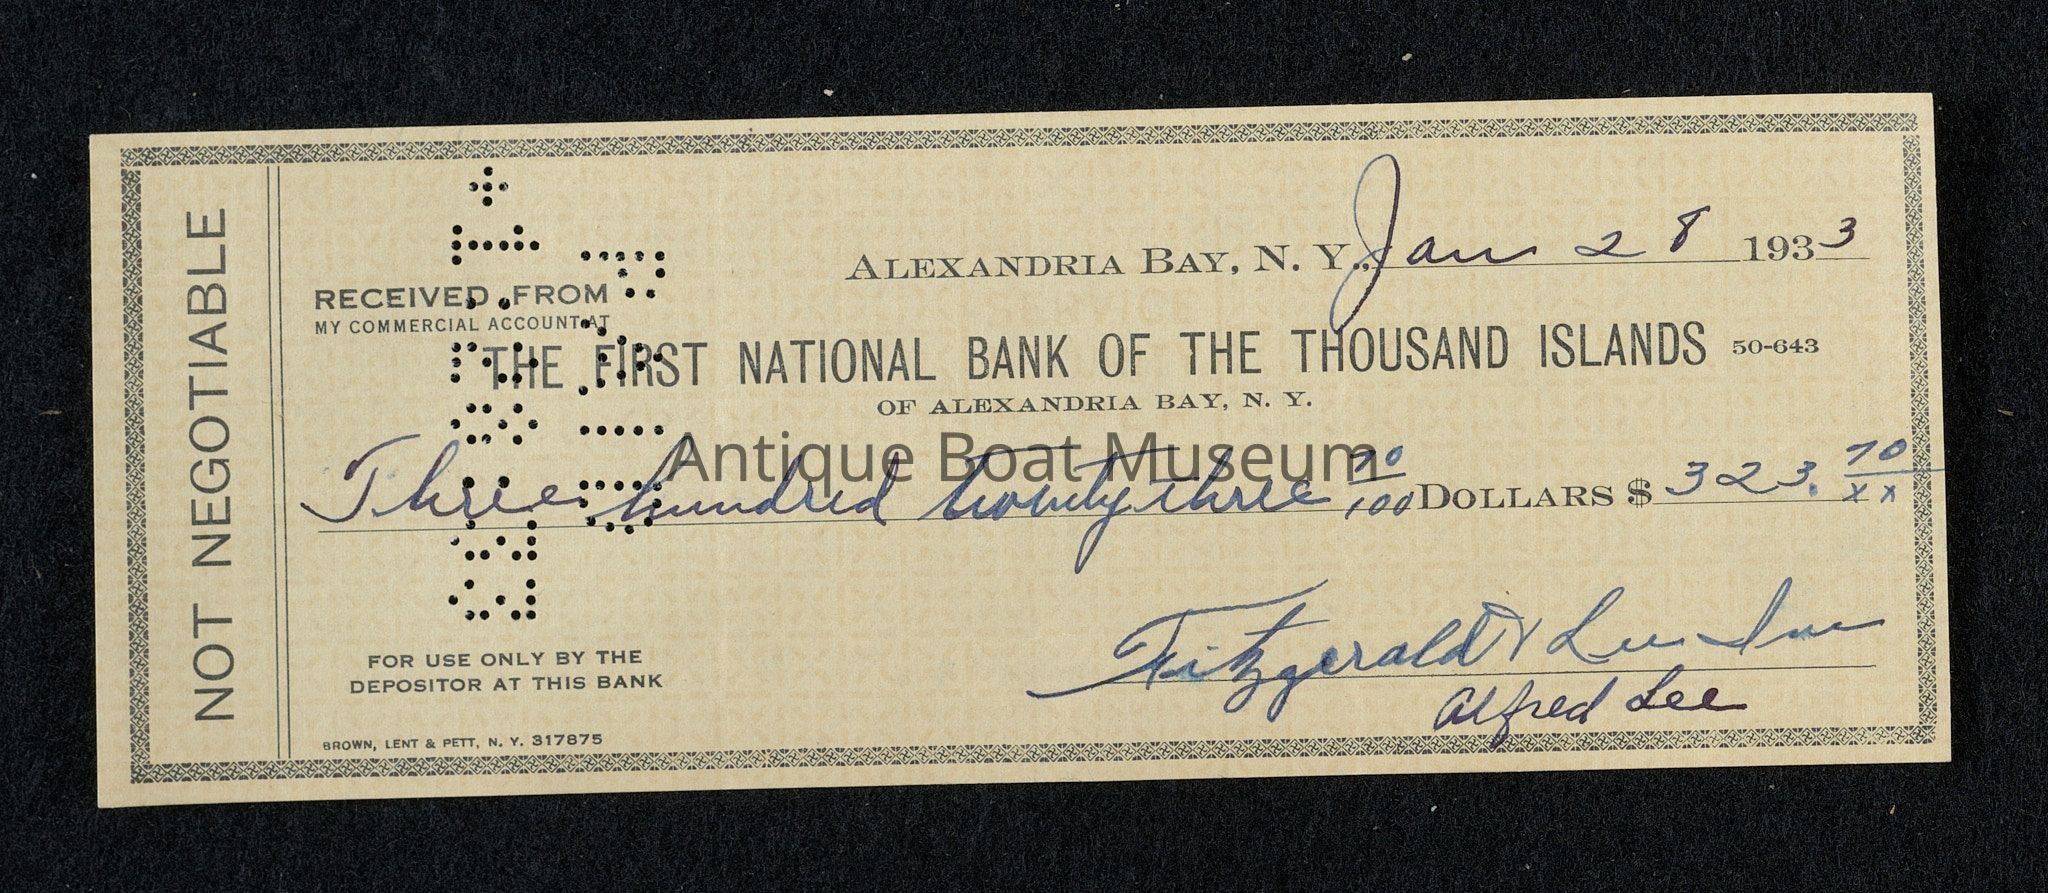 NOT NEGOTIABLE
ALEXANDRIA BAY, N. Y., Jan 28 1933
RECEIVED FROM
MY COMMERCIAL ACCOUNT AT
THE FIRST NATIONAL BANK OF THE THOUSAND ISLANDS 50-643
OF ALEXANDRIA BAY, N. Y.
Antique Boat Museum
Three hundred twenty three 70/100 DOLLARS $ 323. 70/xx
Fitzgerald & Lee Inc
Alfred Lee
FOR USE ONLY BY THE
DEPOSITOR AT THIS BANK
BROWN, LENT & PETT, N. Y. 317875